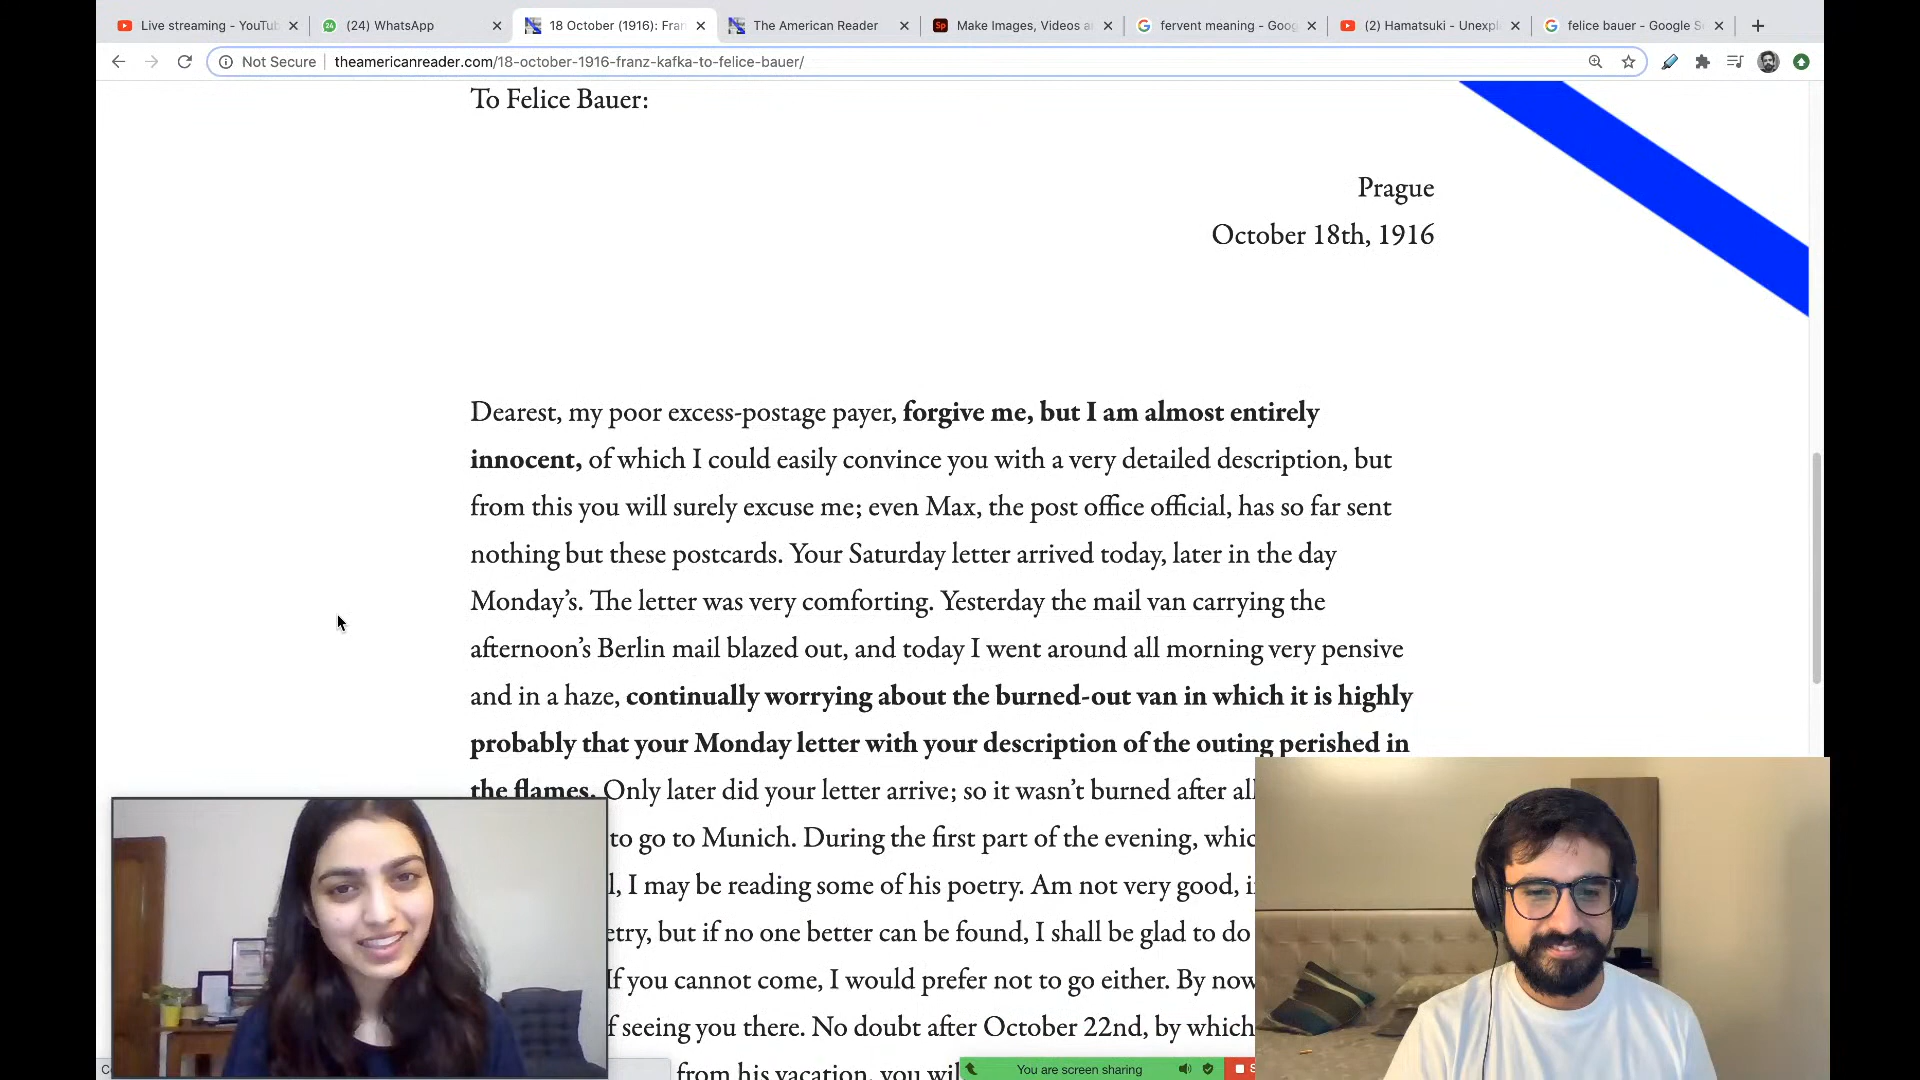 Live streaming - YouTu
(24) WhatsApp
18 October (1916): Fran
The American Reader
Make Images, Videos a
fervent meaning - Goog
(2) Hamatsuki - Unexpl
felice bauer - Google S
Not Secure
theamericanreader.com/18-october-1916-franz-kafka-to-felice-bauer/
To Felice Bauer:
Prague
October 18th, 1916
Dearest, my poor excess-postage payer, forgive me, but I am almost entirely
innocent, of which I could easily convince you with a very detailed description, but
from this you will surely excuse me; even Max, the post office official, has so far sent
nothing but these postcards. Your Saturday letter arrived today, later in the day
Monday’s. The letter was very comforting. Yesterday the mail van carrying the
afternoon’s Berlin mail blazed out, and today I went around all morning very pensive
and in a haze, continually worrying about the burned-out van in which it is highly
probably that your Monday letter with your description of the outing perished in
the flames. Only later did your letter arrive; so it wasn’t burned after all
to go to Munich. During the first part of the evening, whic
l, I may be reading some of his poetry. Am not very good, i
etry, but if no one better can be found, I shall be glad to do
If you cannot come, I would prefer not to go either. By now
f seeing you there. No doubt after October 22nd, by which
from his vacation, you wil
You are screen sharing